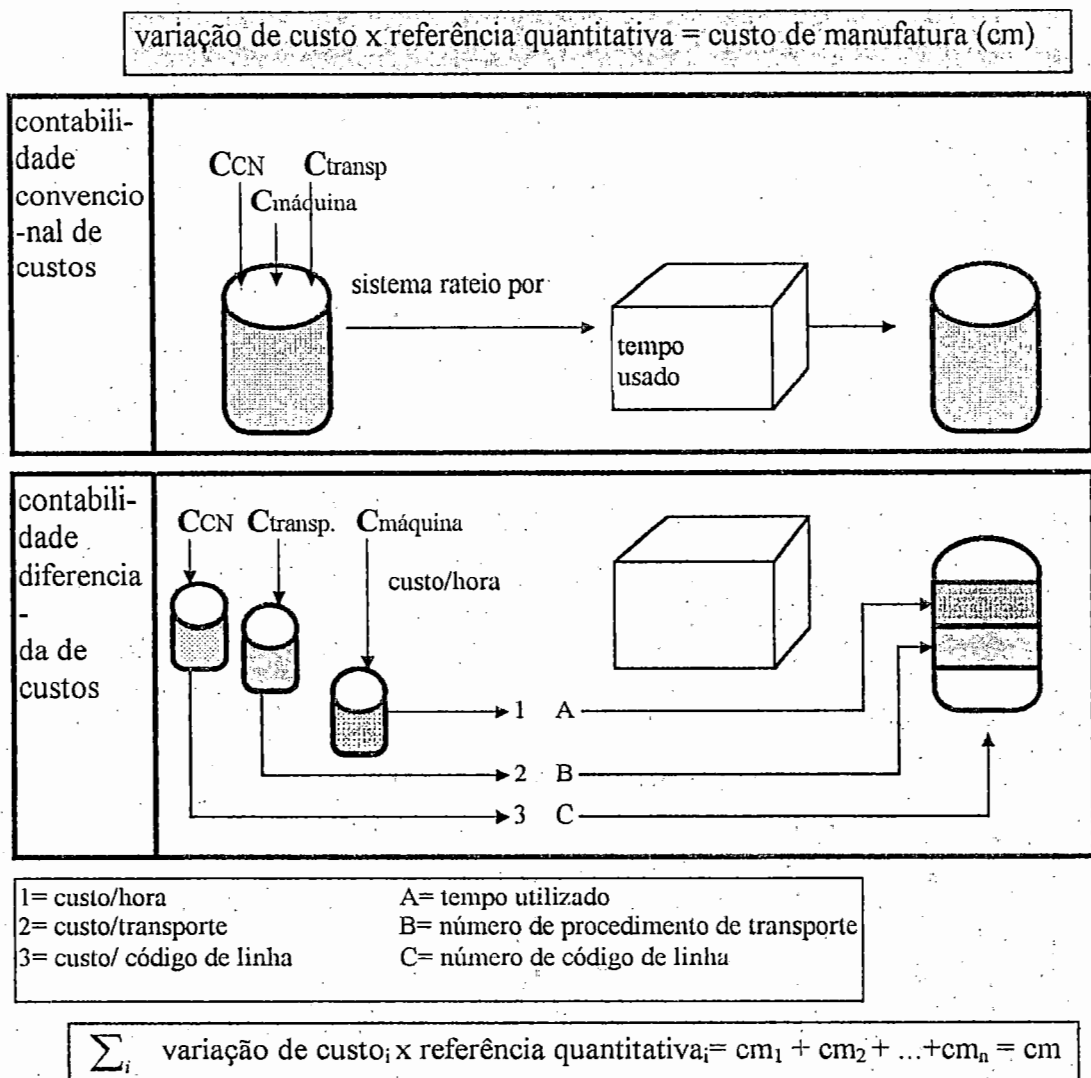 variação de custo x referência quantitativa = custo de manufatura (cm)
contabili-
dade
convencio
-nal de
custos
CCN Ctransp
Cmáquina
sistema rateio por
tempo
usado
contabili-
dade
diferencia
-
da de
custos
CCN Ctransp. Cmáquina
custo/hora
1 A
2 B
3 C
1= custo/hora A= tempo utilizado
2= custo/transporte B= número de procedimento de transporte
3= custo/ código de linha C= número de código de linha
∑i variação de custoi x referência quantitativai= cm1 + cm2 + ...+cmn = cm